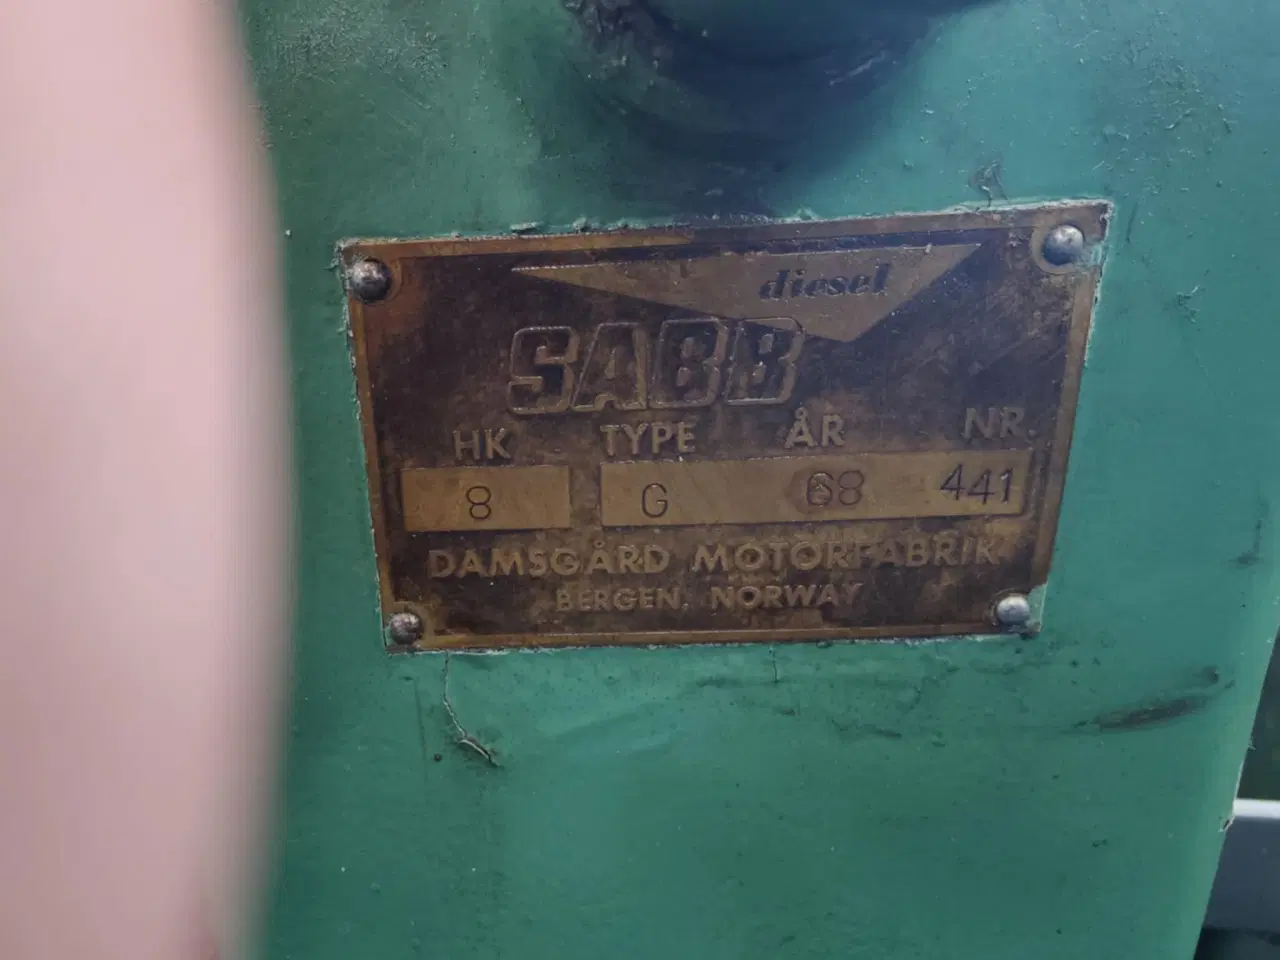 diesel
SABB
HK TYPE ÅR NR.
8 G 68 441
DAMSGÅRD MOTORFABRIK
BERGEN, NORWAY